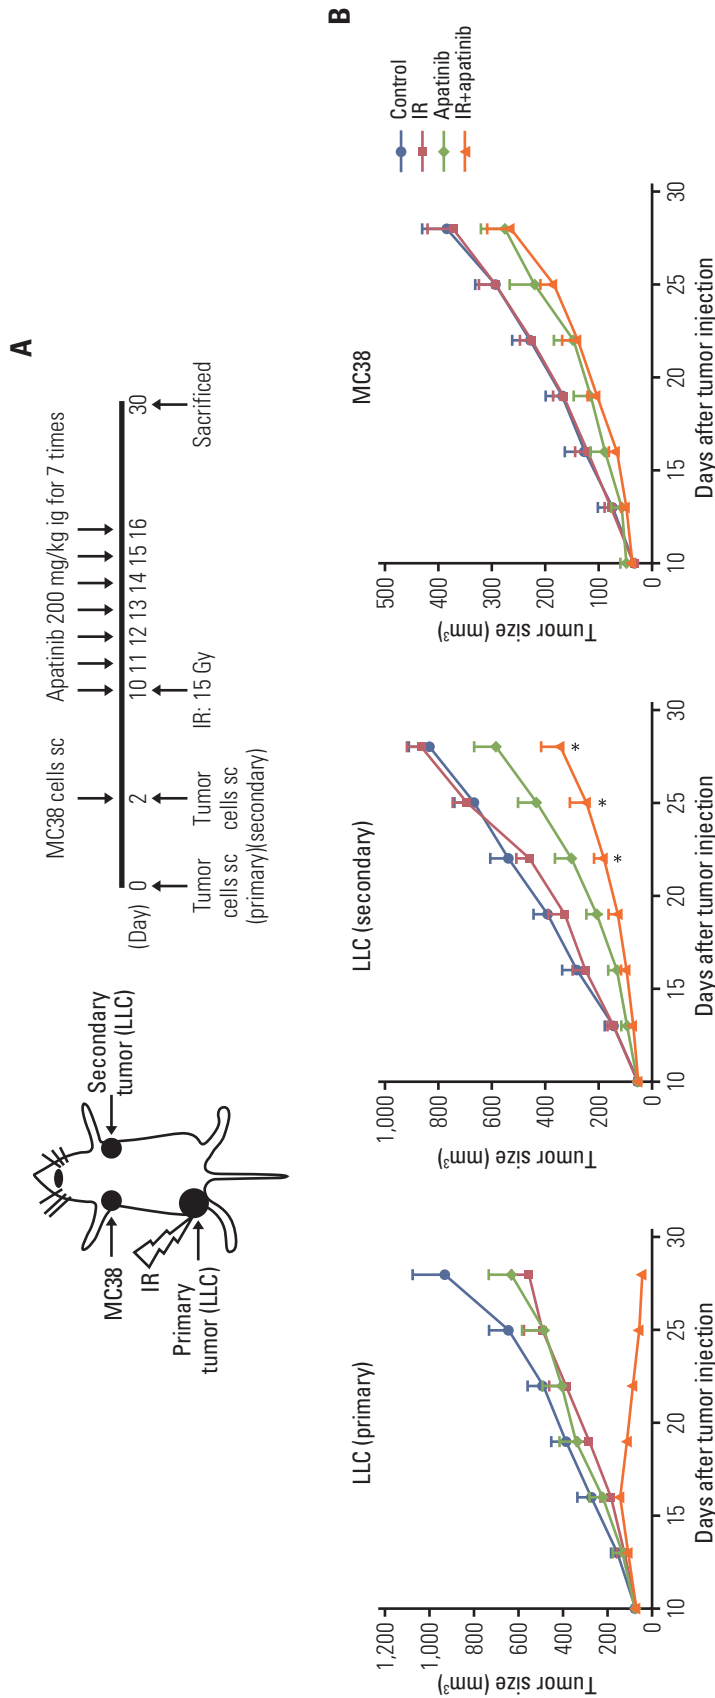 A
MC38
IR
Primary
tumor (LLC)
Secondary
tumor (LLC)
MC38 cells sc
Apatinib 200 mg/kg ig for 7 times
(Day) 0 2 10 11 12 13 14 15 16 30
Tumor
cells sc
(primary)
Tumor
cells sc
(secondary)
IR: 15 Gy
Sacrificed
B
LLC (primary)
Tumor size (mm³)
1,200
1,000
800
600
400
200
0
10 15 20 25 30
Days after tumor injection
LLC (secondary)
Tumor size (mm³)
1,000
800
600
400
200
0
* * *
10 15 20 25 30
Days after tumor injection
MC38
Tumor size (mm³)
500
400
300
200
100
0
10 15 20 25 30
Days after tumor injection
Control
IR
Apatinib
IR+apatinib